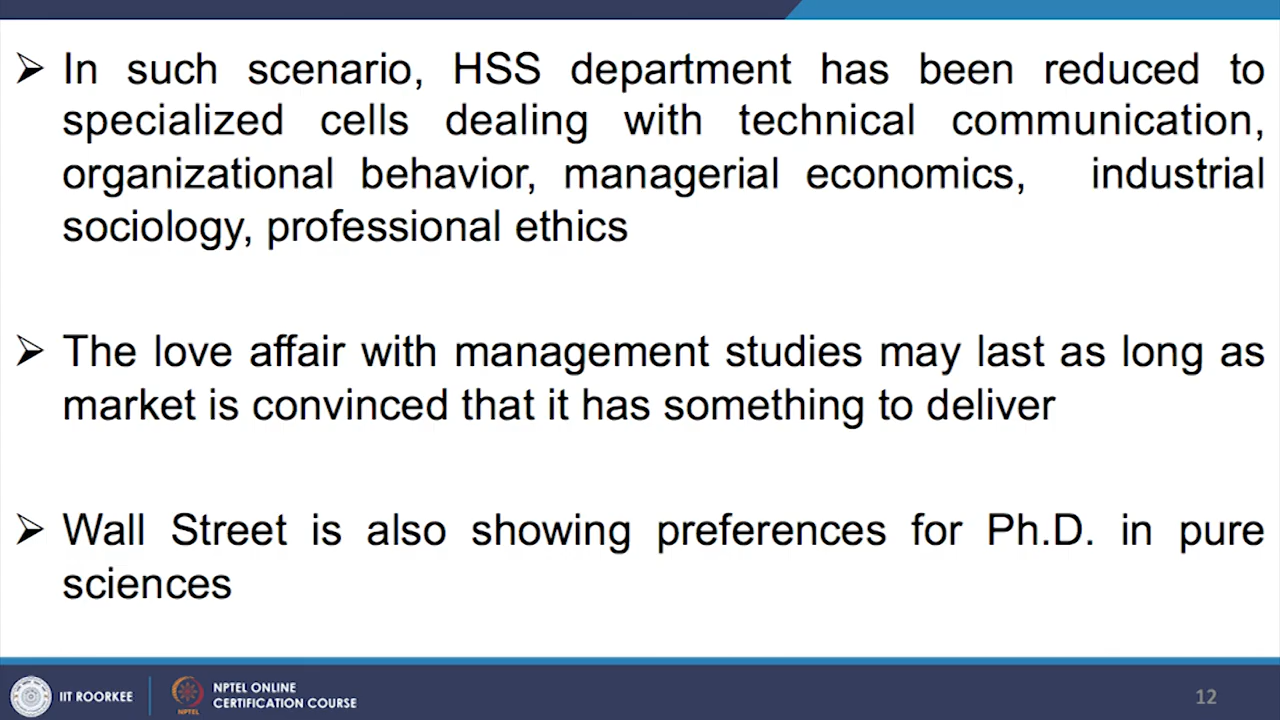 ➢ In such scenario, HSS department has been reduced to
specialized cells dealing with technical communication,
organizational behavior, managerial economics, industrial
sociology, professional ethics
➢ The love affair with management studies may last as long as
market is convinced that it has something to deliver
➢ Wall Street is also showing preferences for Ph.D. in pure
sciences
IIT ROORKEE
NPTEL
NPTEL ONLINE
CERTIFICATION COURSE
12